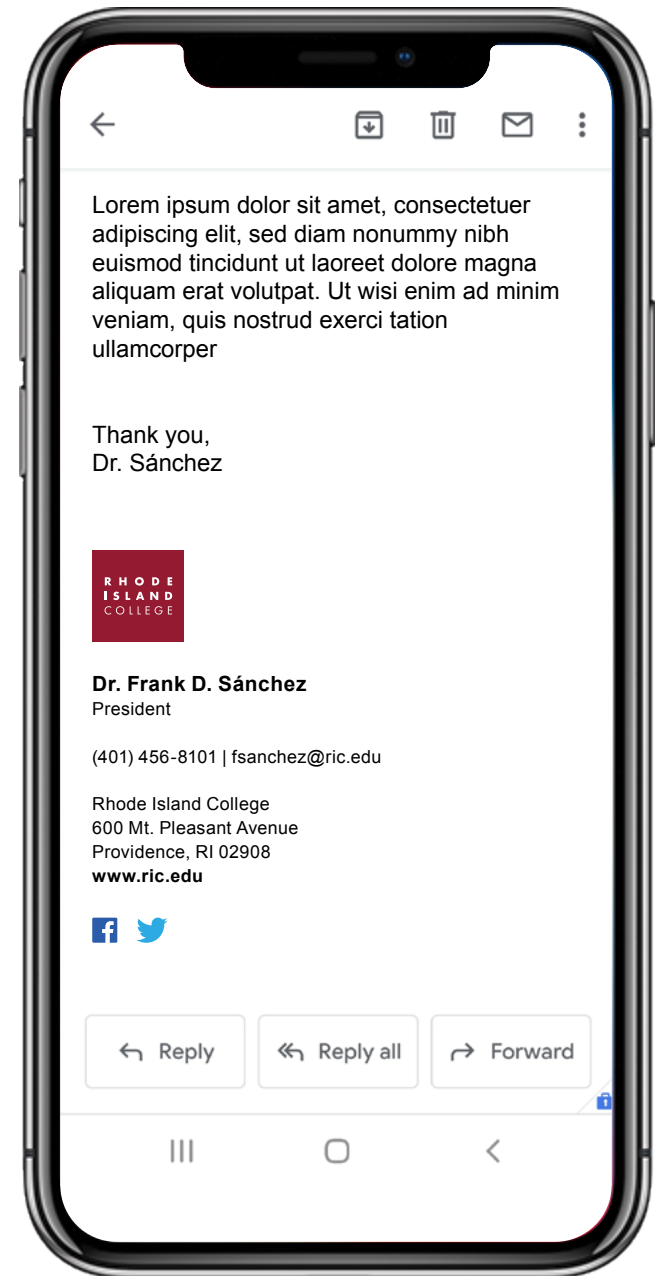 Lorem ipsum dolor sit amet, consectetuer
adipiscing elit, sed diam nonummy nibh
euismod tincidunt ut laoreet dolore magna
aliquam erat volutpat. Ut wisi enim ad minim
veniam, quis nostrud exerci tation
ullamcorper
Thank you,
Dr. Sánchez
RHODE
ISLAND
COLLEGE
Dr. Frank D. Sánchez
President
(401) 456-8101 | fsanchez@ric.edu
Rhode Island College
600 Mt. Pleasant Avenue
Providence, RI 02908
www.ric.edu
Reply Reply all Forward